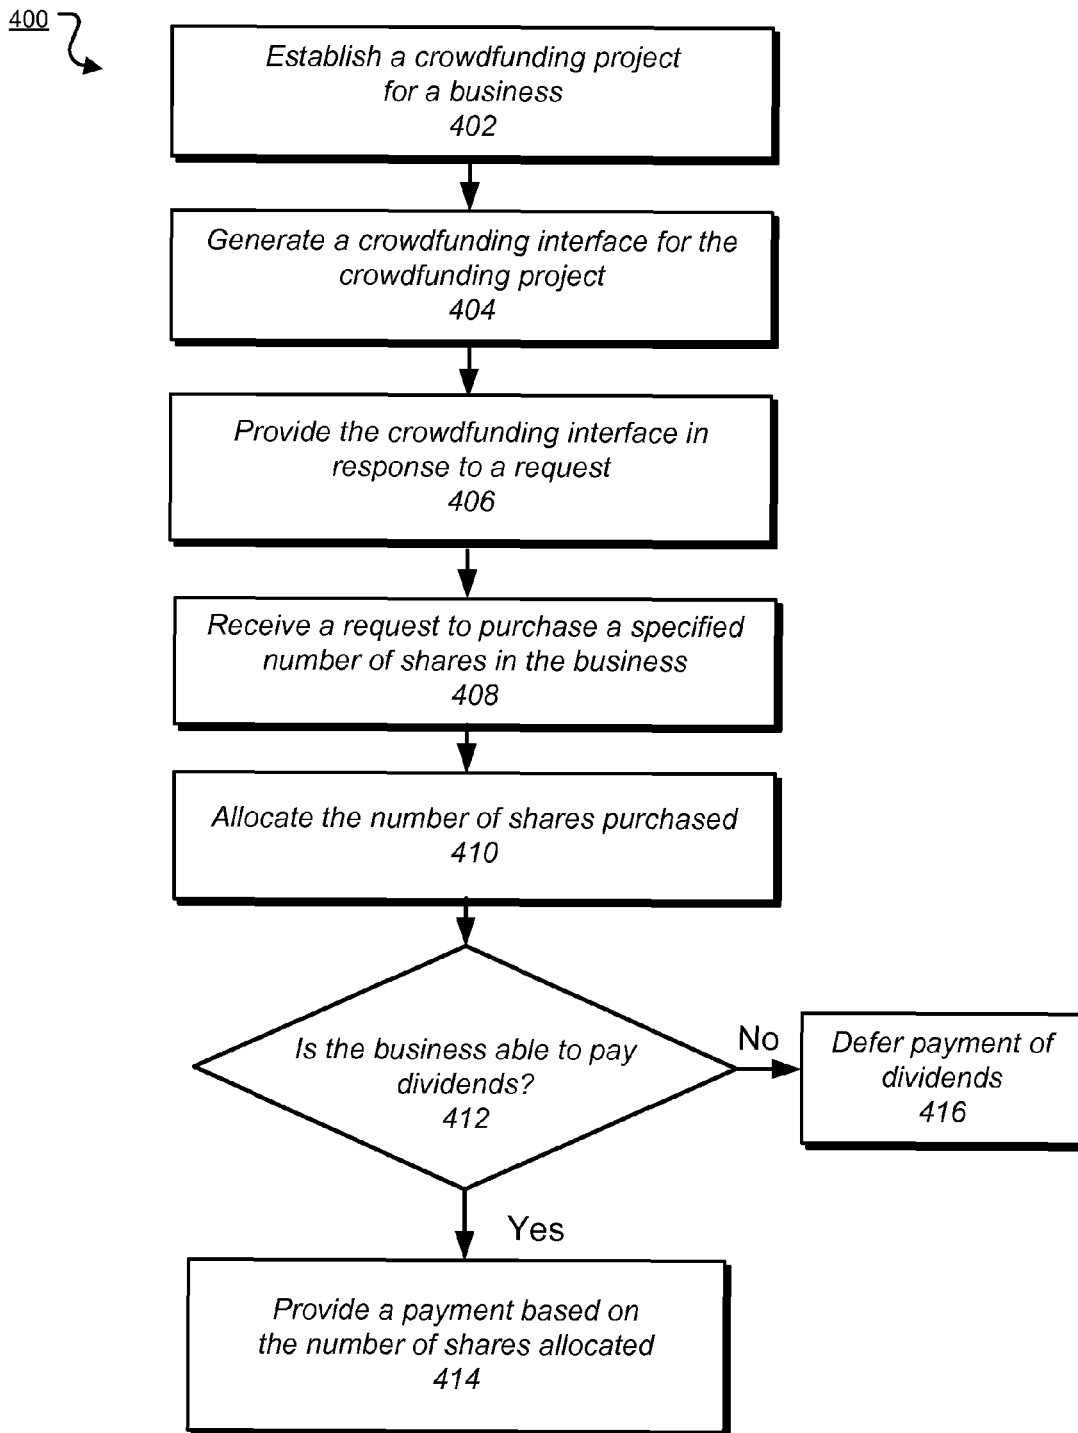 400
Establish a crowdfunding project
for a business
402
Generate a crowdfunding interface for the
crowdfunding project
404
Provide the crowdfunding interface in
response to a request
406
Receive a request to purchase a specified
number of shares in the business
408
Allocate the number of shares purchased
410
Is the business able to pay
dividends?
412
No
Defer payment of
dividends
416
Yes
Provide a payment based on
the number of shares allocated
414